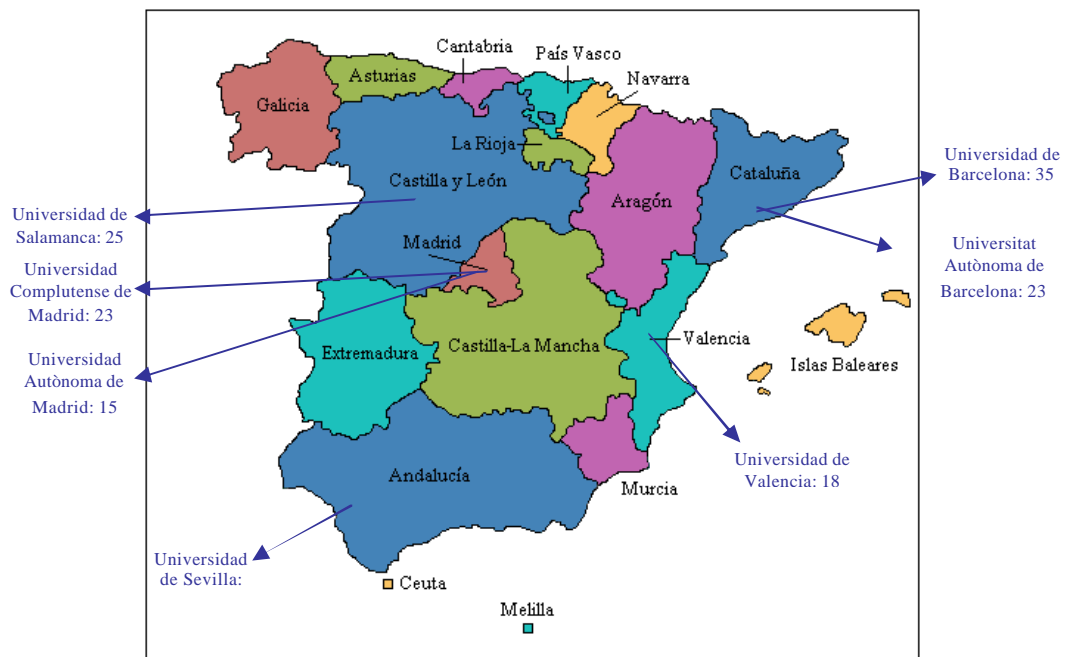 Cantabria
País Vasco
Asturias
Navarra
Galicia
La Rioja
Castilla y León
Cataluña
Aragón
Universidad de
Barcelona: 35
Universidad de
Salamanca: 25
Madrid
Universitat
Autònoma de
Barcelona: 23
Universidad
Complutense de
Madrid: 23
Extremadura
Castilla-La Mancha
Valencia
Islas Baleares
Universidad
Autònoma de
Madrid: 15
Universidad de
Valencia: 18
Andalucía
Murcia
Universidad
de Sevilla:
Ceuta
Melilla